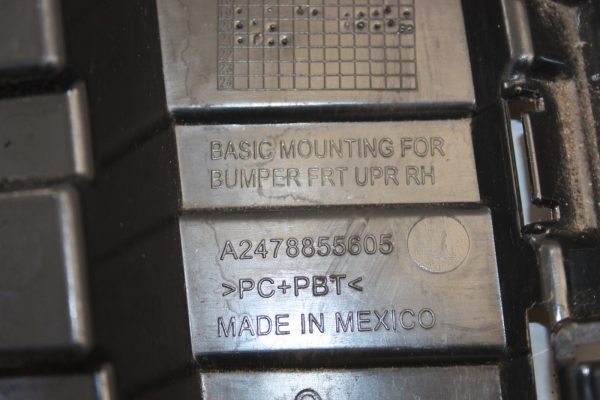 BASIC MOUNTING FOR
BUMPER FRT UPR RH
A2478855605
>PC+PBT<
MADE IN MEXICO